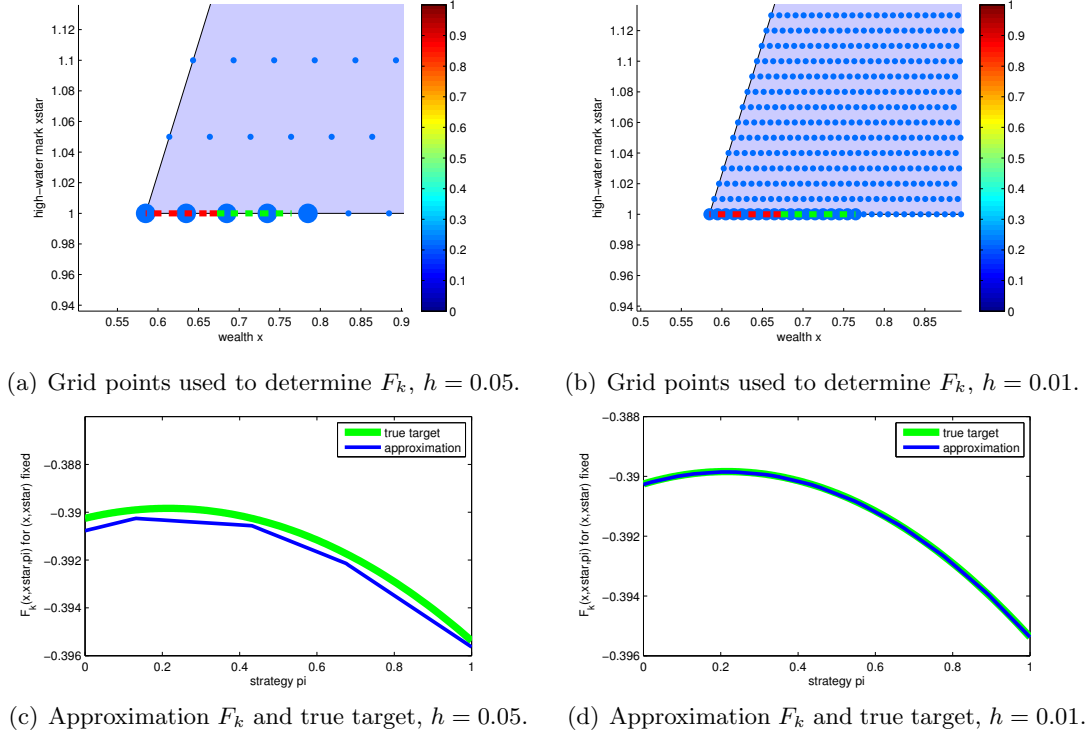 1.12
1.1
1.08
1.06
1.04
1.02
1
0.98
0.96
0.94
high−water mark xstar
0.55 0.6 0.65 0.7 0.75 0.8 0.85 0.9
wealth x
1
0.9
0.8
0.7
0.6
0.5
0.4
0.3
0.2
0.1
0
1.12
1.1
1.08
1.06
1.04
1.02
1
0.98
0.96
0.94
high−water mark xstar
0.5 0.55 0.6 0.65 0.7 0.75 0.8 0.85
wealth x
1
0.9
0.8
0.7
0.6
0.5
0.4
0.3
0.2
0.1
0
(a) Grid points used to determine F_k, h = 0.05.
(b) Grid points used to determine F_k, h = 0.01.
−0.388
−0.39
−0.392
−0.394
−0.396
F_k(x,xstar,pi) for (x,xstar) fixed
true target
approximation
0 0.2 0.4 0.6 0.8 1
strategy pi
−0.388
−0.39
−0.392
−0.394
−0.396
F_k(x,xstar,pi) for (x,xstar) fixed
true target
approximation
0 0.2 0.4 0.6 0.8 1
strategy pi
(c) Approximation F_k and true target, h = 0.05.
(d) Approximation F_k and true target, h = 0.01.